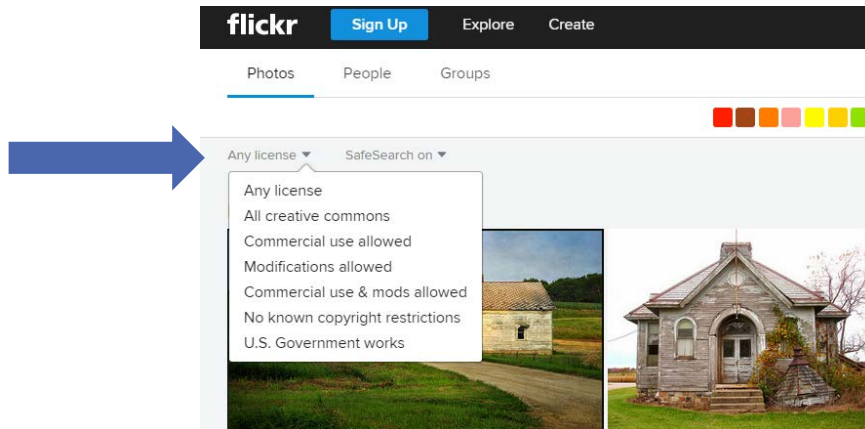 flickr Sign Up Explore Create
Photos People Groups
Any license SafeSearch on
Any license
All creative commons
Commercial use allowed
Modifications allowed
Commercial use & mods allowed
No known copyright restrictions
U.S. Government works